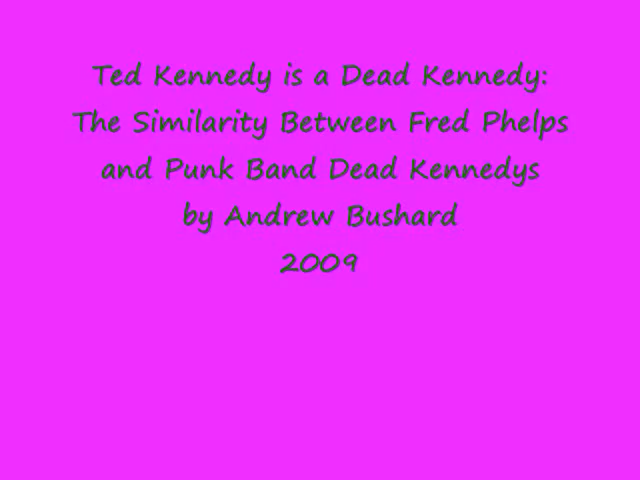 Ted Kennedy is a Dead Kennedy:
The Similarity Between Fred Phelps
and Punk Band Dead Kennedys
by Andrew Bushard
2009